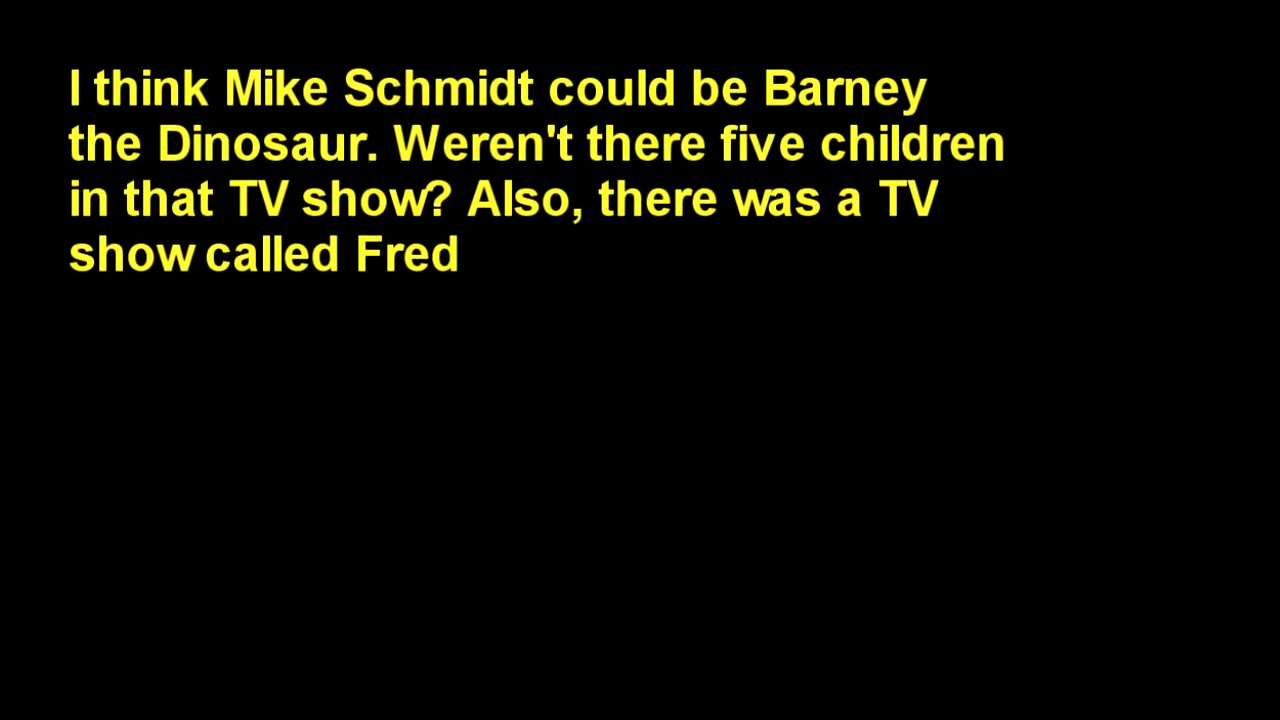 I think Mike Schmidt could be Barney
the Dinosaur. Weren't there five children
in that TV show? Also, there was a TV
show called Fred